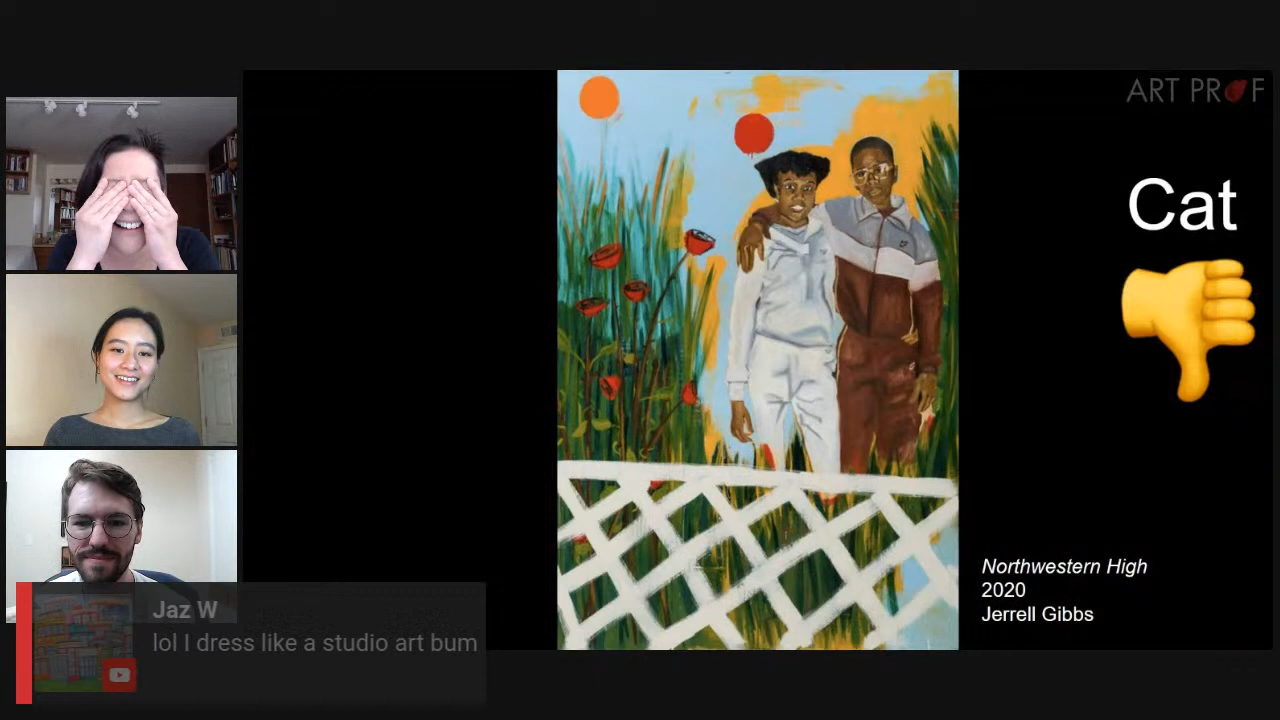 ART PROF
Cat
Northwestern High
2020
Jerrell Gibbs
Jaz W
lol I dress like a studio art bum